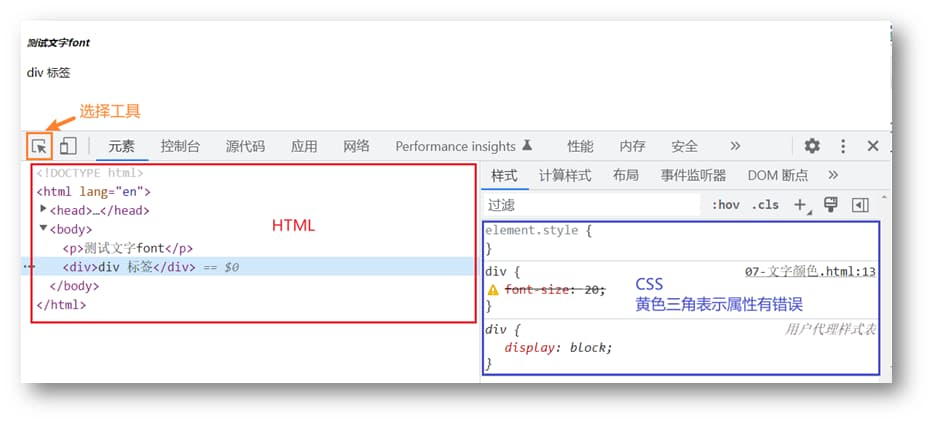 测试文字font
div 标签
选择工具
元素 控制台 源代码 应用 网络 Performance insights 性能 内存 安全 »
<!DOCTYPE html>
<html lang="en">
<head>…</head>
<body>
<p>测试文字font</p>
<div>div 标签</div> == $0
</body>
</html>
HTML
样式 计算样式 布局 事件监听器 DOM 断点 »
过滤 :hov .cls
element.style {
}
div { 07-文字颜色.html:13
font-size: 20;
}
CSS
黄色三角表示属性有错误
div { 用户代理样式表
display: block;
}